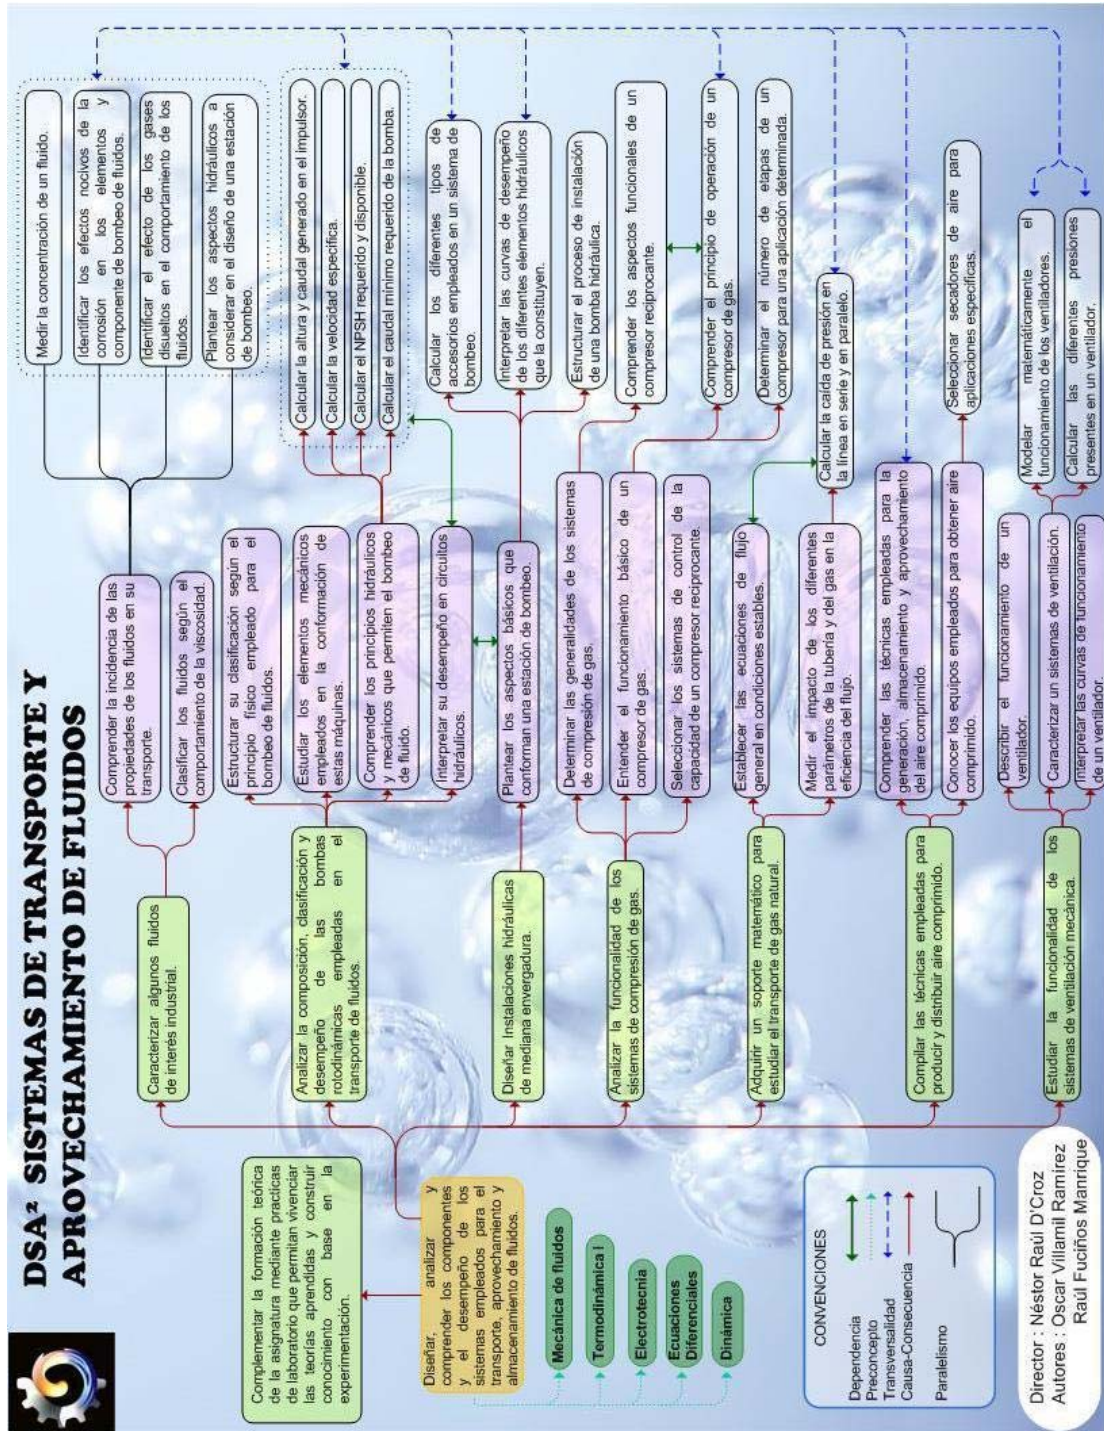 DSA² SISTEMAS DE TRANSPORTE Y
APROVECHAMIENTO DE FLUIDOS
Complementar la formación teórica
de la asignatura mediante practicas
de laboratorio que permitan vivenciar
las teorías aprendidas y construir
conocimiento con base en la
experimentación.
Diseñar, analizar y
comprender los componentes
y el desempeño de los
sistemas empleados para el
transporte, aprovechamiento y
almacenamiento de fluidos.
Mecánica de fluidos
Termodinámica I
Electrotecnia
Ecuaciones
Diferenciales
Dinámica
CONVENCIONES
Dependencia
Preconcepto
Transversalidad
Causa-Consecuencia
Paralelismo
Director : Néstor Raul D'Croz
Autores : Oscar Villamil Ramirez
Raul Fuciños Manrique
Caracterizar algunos fluidos
de interés industrial.
Analizar la composición, clasificación y
desempeño de las bombas
rotodinámicas empleadas en el
transporte de fluidos.
Diseñar Instalaciones hidráulicas
de mediana envergadura.
Analizar la funcionalidad de los
sistemas de compresión de gas.
Adquirir un soporte matemático para
estudiar el transporte de gas natural.
Compilar las técnicas empleadas para
producir y distribuir aire comprimido.
Estudiar la funcionalidad de los
sistemas de ventilación mecánica.
Comprender la incidencia de las
propiedades de los fluidos en su
transporte.
Clasificar los fluidos según el
comportamiento de la viscosidad.
Estructurar su clasificación según el
principio físico empleado para el
bombeo de fluidos.
Estudiar los elementos mecánicos
empleados en la conformación de
estas máquinas.
Comprender los principios hidráulicos
y mecánicos que permiten el bombeo
de fluido.
Interpretar su desempeño en circuitos
hidráulicos.
Plantear los aspectos básicos que
conforman una estación de bombeo.
Determinar las generalidades de los sistemas
de compresión de gas.
Entender el funcionamiento básico de un
compresor de gas.
Seleccionar los sistemas de control de la
capacidad de un compresor reciprocante.
Establecer las ecuaciones de flujo
general en condiciones estables.
Medir el impacto de los diferentes
parámetros de la tubería y del gas en la
eficiencia del flujo.
Comprender las técnicas empleadas para la
generación, almacenamiento y aprovechamiento
del aire comprimido.
Conocer los equipos empleados para obtener aire
comprimido.
Describir el funcionamiento de un
ventilador.
Caracterizar un sistemas de ventilación.
Interpretar las curvas de funcionamiento
de un ventilador.
Medir la concentración de un fluido.
Identificar los efectos nocivos de la
corrosión en los elementos y
componente de bombeo de fluidos.
Identificar el efecto de los gases
disueltos en el comportamiento de los
fluidos.
Plantear los aspectos hidráulicos a
considerar en el diseño de una estación
de bombeo.
Calcular la altura y caudal generado en el impulsor.
Calcular la velocidad especifica.
Calcular el NPSH requerido y disponible.
Calcular el caudal mínimo requerido de la bomba.
Calcular los diferentes tipos de
accesorios empleados en un sistema de
bombeo.
Interpretar las curvas de desempeño
de los diferentes elementos hidráulicos
que la constituyen.
Estructurar el proceso de instalación
de una bomba hidráulica.
Comprender los aspectos funcionales de un
compresor reciprocante.
Comprender el principio de operación de un
compresor de gas.
Determinar el número de etapas de un
compresor para una aplicación determinada.
Calcular la caída de presión en
la línea en serie y en paralelo.
Seleccionar secadores de aire para
aplicaciones especificas.
Modelar matemáticamente el
funcionamiento de los ventiladores.
Calcular las diferentes presiones
presentes en un ventilador.